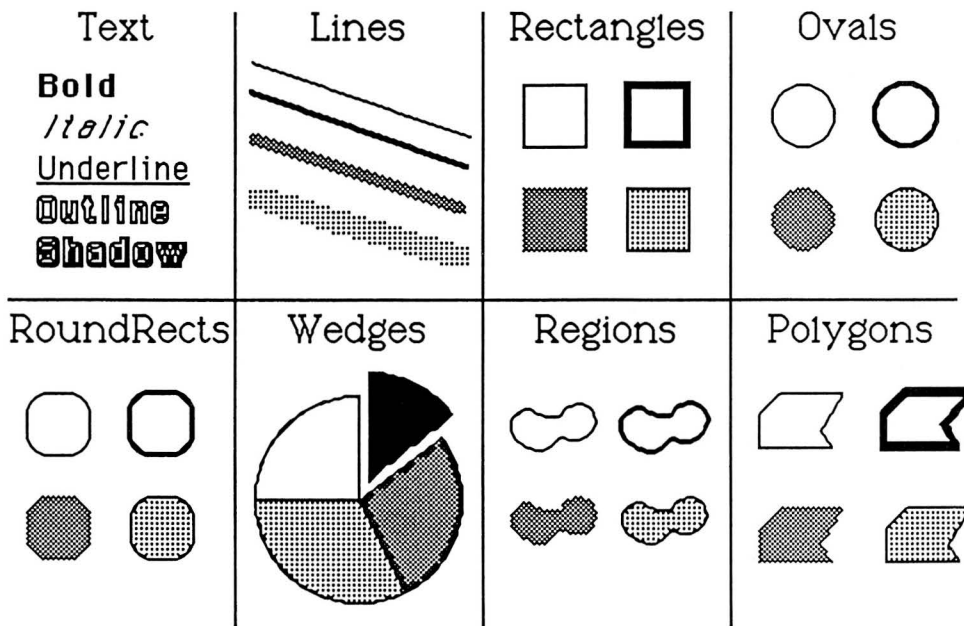 Text
Bold
Italic
Underline
Outline
Shadow
Lines
Rectangles
Ovals
RoundRects
Wedges
Regions
Polygons